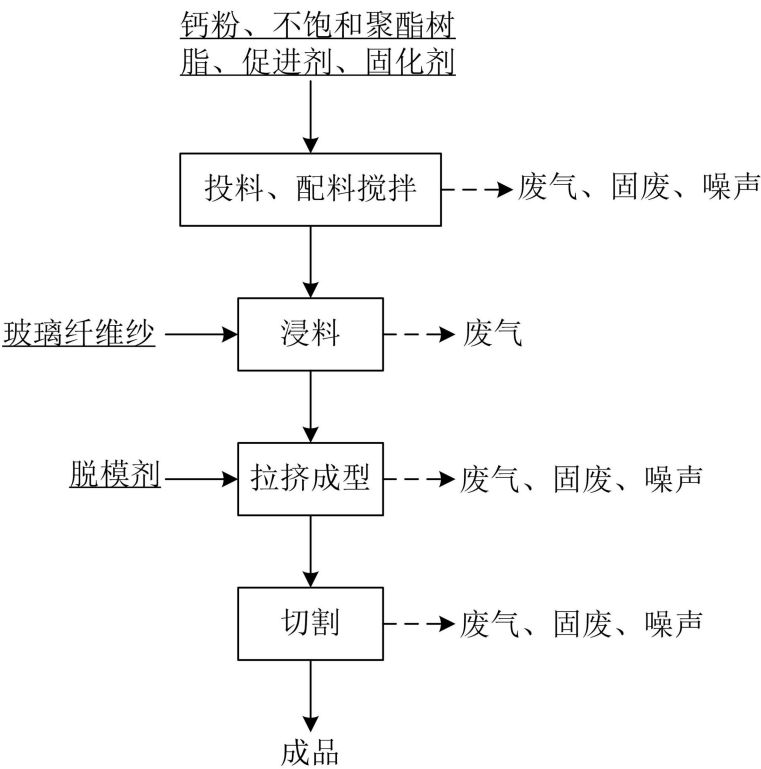 钙粉、不饱和聚酯树
脂、促进剂、固化剂
投料、配料搅拌
废气、固废、噪声
玻璃纤维纱
浸料
废气
脱模剂
拉挤成型
废气、固废、噪声
切割
废气、固废、噪声
成品